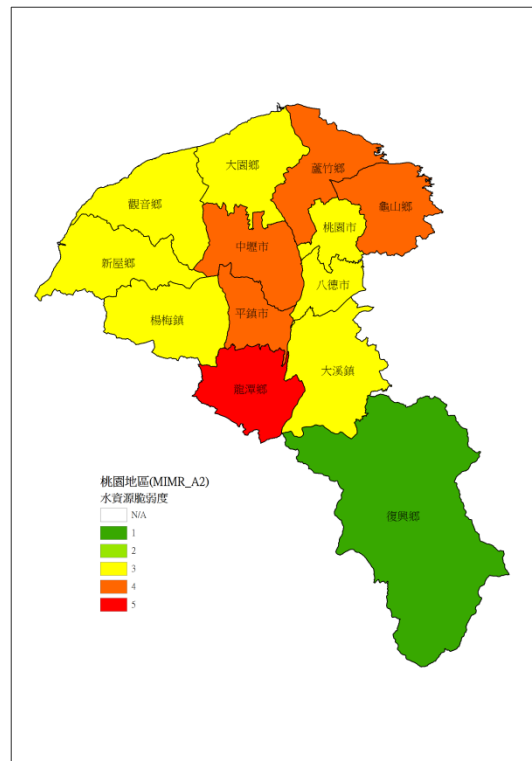 大園鄉
蘆竹鄉
龜山鄉
觀音鄉
桃園市
中壢市
新屋鄉
八德市
楊梅鎮
平鎮市
大溪鎮
龍潭鄉
復興鄉
桃園地區(MIMR_A2)
水資源脆弱度
N/A
1
2
3
4
5